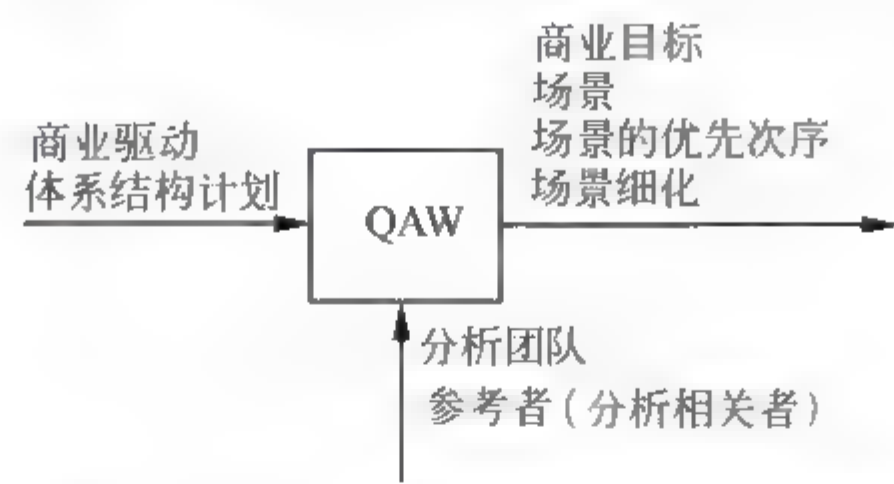 商业目标
场景
场景的优先次序
场景细化
商业驱动
体系结构计划
QAW
分析团队
参考者(分析相关者)